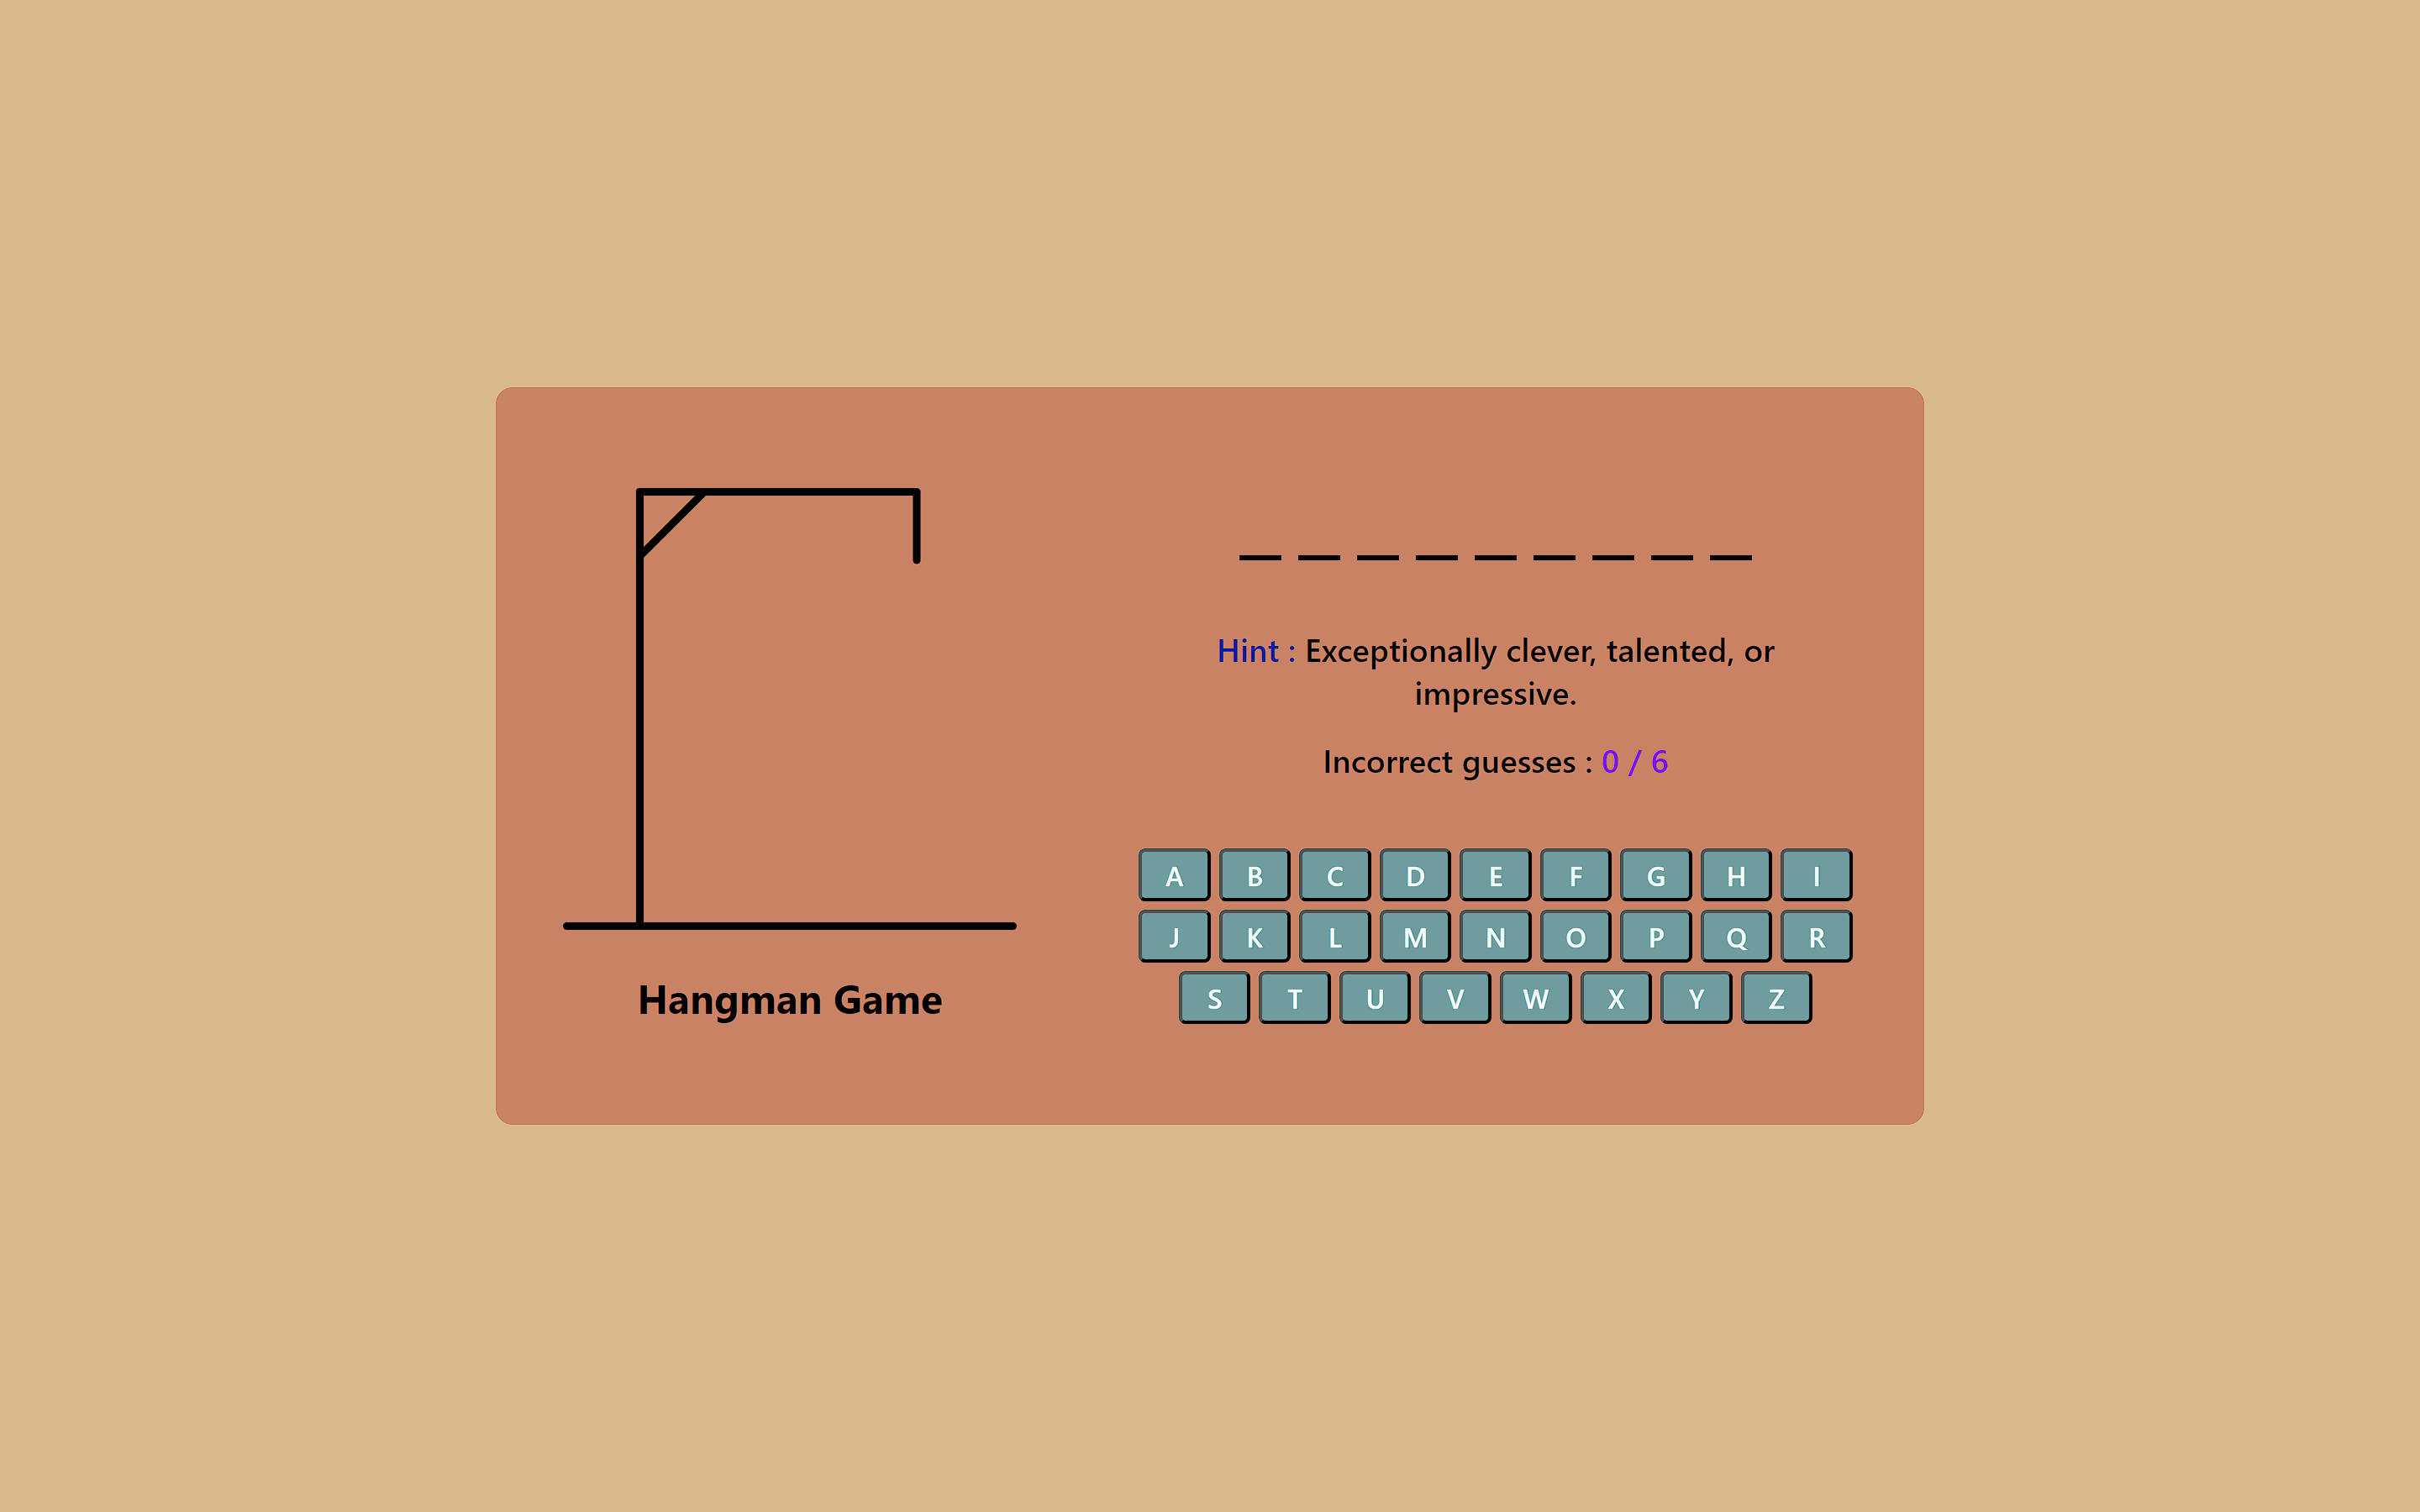 Hint : Exceptionally clever, talented, or
impressive.
Incorrect guesses : 0 / 6
A B C D E F G H I
J K L M N O P Q R
S T U V W X Y Z
Hangman Game